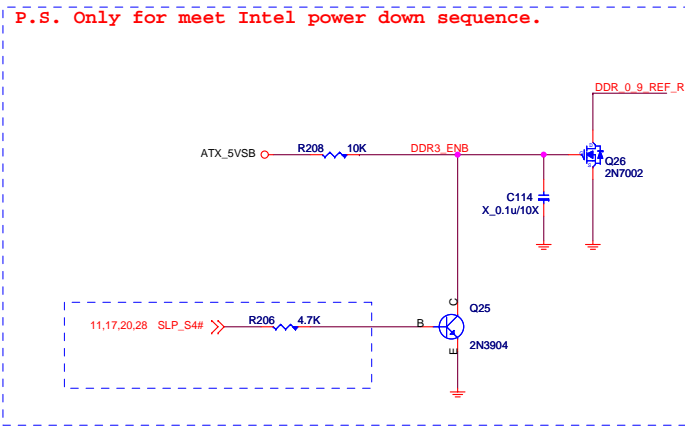 P.S. Only for meet Intel power down sequence.
DDR_0_9_REF_R
ATX_5VSB
R208 10K
DDR3_ENB
Q26
2N7002
C114
X_0.1u/10X
C
Q25
11,17,20,28 SLP_S4#
R206 4.7K
B
2N3904
E